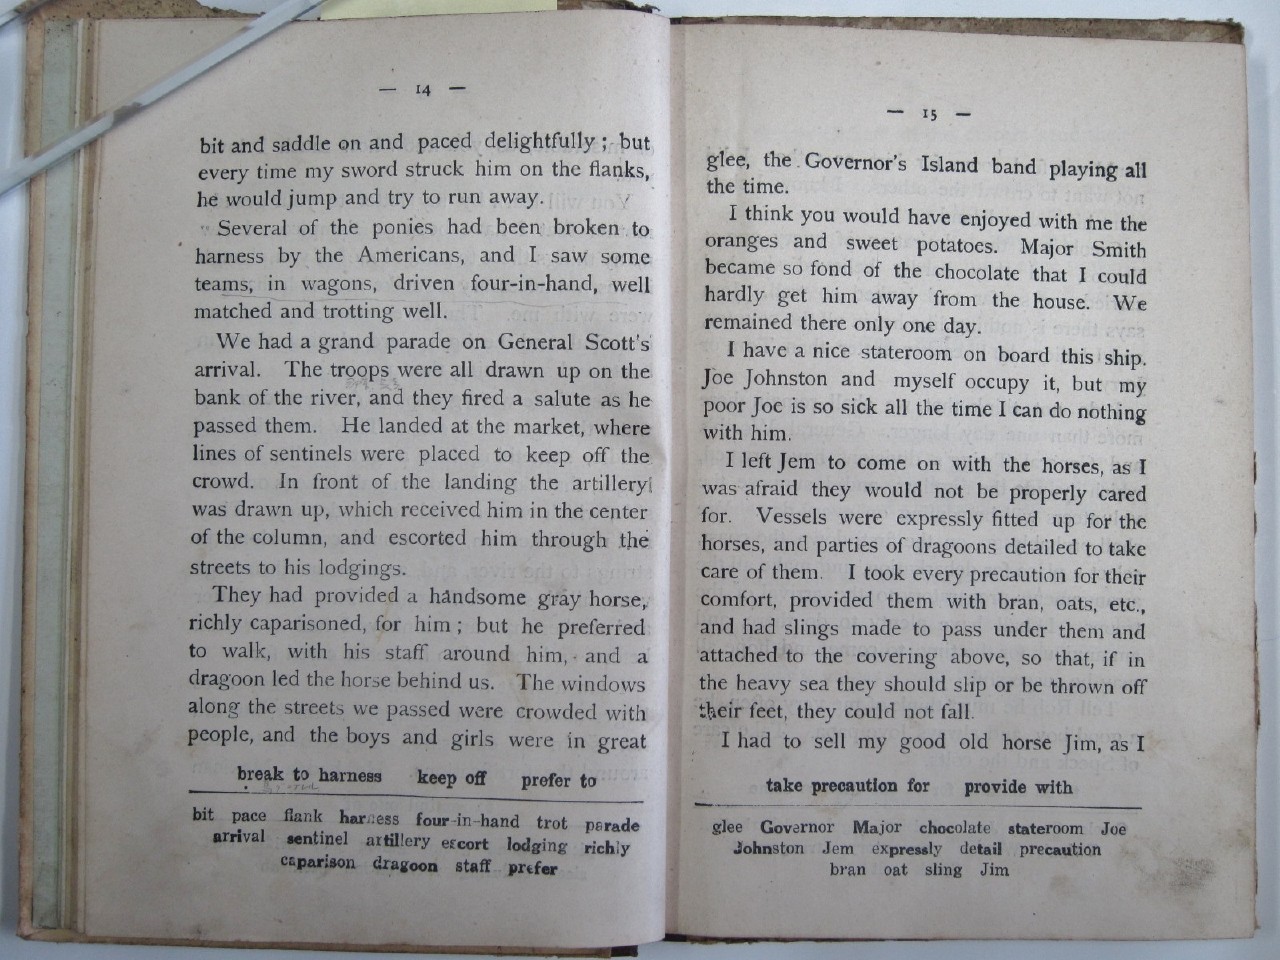 — 14 —
bit and saddle on and paced delightfully ; but
every time my sword struck him on the flanks,
he would jump and try to run away.
Several of the ponies had been broken to
harness by the Americans, and I saw some
teams, in wagons, driven four-in-hand, well
matched and trotting well.
We had a grand parade on General Scott's
arrival. The troops were all drawn up on the
bank of the river, and they fired a salute as he
passed them. He landed at the market, where
lines of sentinels were placed to keep off the
crowd. In front of the landing the artillery
was drawn up, which received him in the center
of the column, and escorted him through the
streets to his lodgings.
They had provided a handsome gray horse,
richly caparisoned, for him ; but he preferred
to walk, with his staff around him, and a
dragoon led the horse behind us. The windows
along the streets we passed were crowded with
people, and the boys and girls were in great
break to harness keep off prefer to
bit pace flank harness four-in-hand trot parade
arrival sentinel artillery escort lodging richly
caparison dragoon staff prefer
— 15 —
glee, the Governor's Island band playing all
the time.
I think you would have enjoyed with me the
oranges and sweet potatoes. Major Smith
became so fond of the chocolate that I could
hardly get him away from the house. We
remained there only one day.
I have a nice stateroom on board this ship.
Joe Johnston and myself occupy it, but my
poor Joe is so sick all the time I can do nothing
with him.
I left Jem to come on with the horses, as I
was afraid they would not be properly cared
for. Vessels were expressly fitted up for the
horses, and parties of dragoons detailed to take
care of them. I took every precaution for their
comfort, provided them with bran, oats, etc.,
and had slings made to pass under them and
attached to the covering above, so that, if in
the heavy sea they should slip or be thrown off
their feet, they could not fall.
I had to sell my good old horse Jim, as I
take precaution for provide with
glee Governor Major chocolate stateroom Joe
Johnston Jem expressly detail precaution
bran oat sling Jim